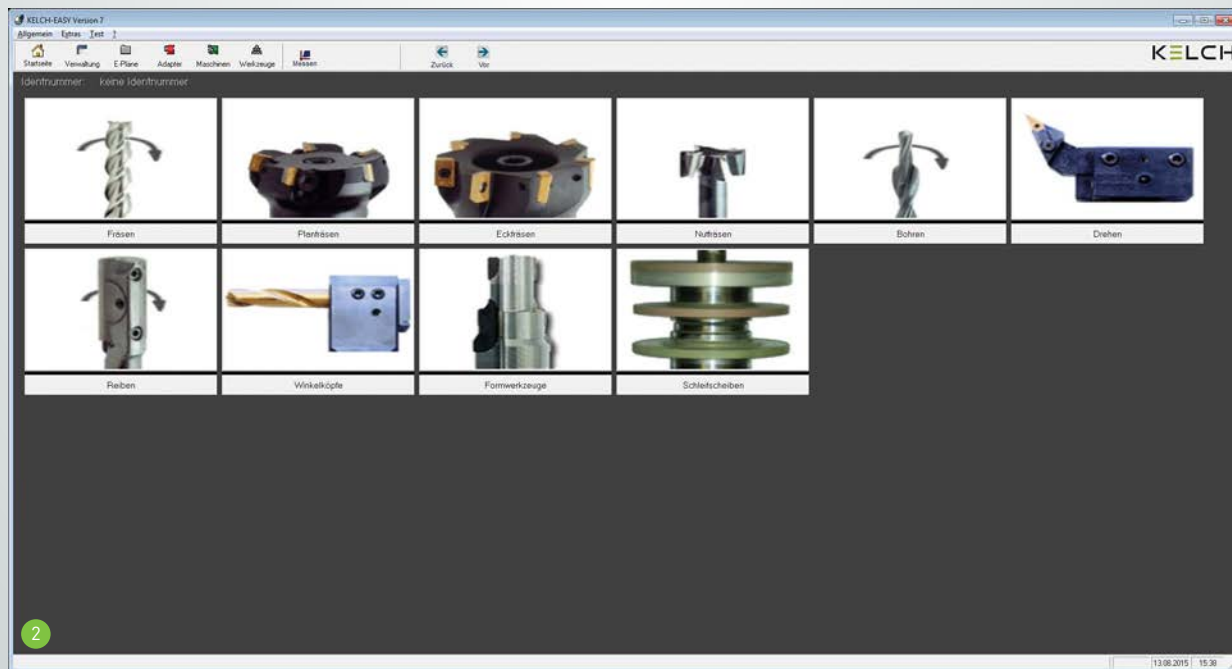 KELCH-EASY Version 7
Allgemein Extras Test ?
Startseite Verwaltung E-Pläne Adapter Maschinen Werkzeuge Messen Zurück Vor
KELCH
Identnummer: keine Identnummer
Fräsen Planfräsen Eckfräsen Nutfräsen Bohren Drehen
Reiben Winkelköpfe Formwerkzeuge Schleifscheiben
2
13.08.2015 15:38